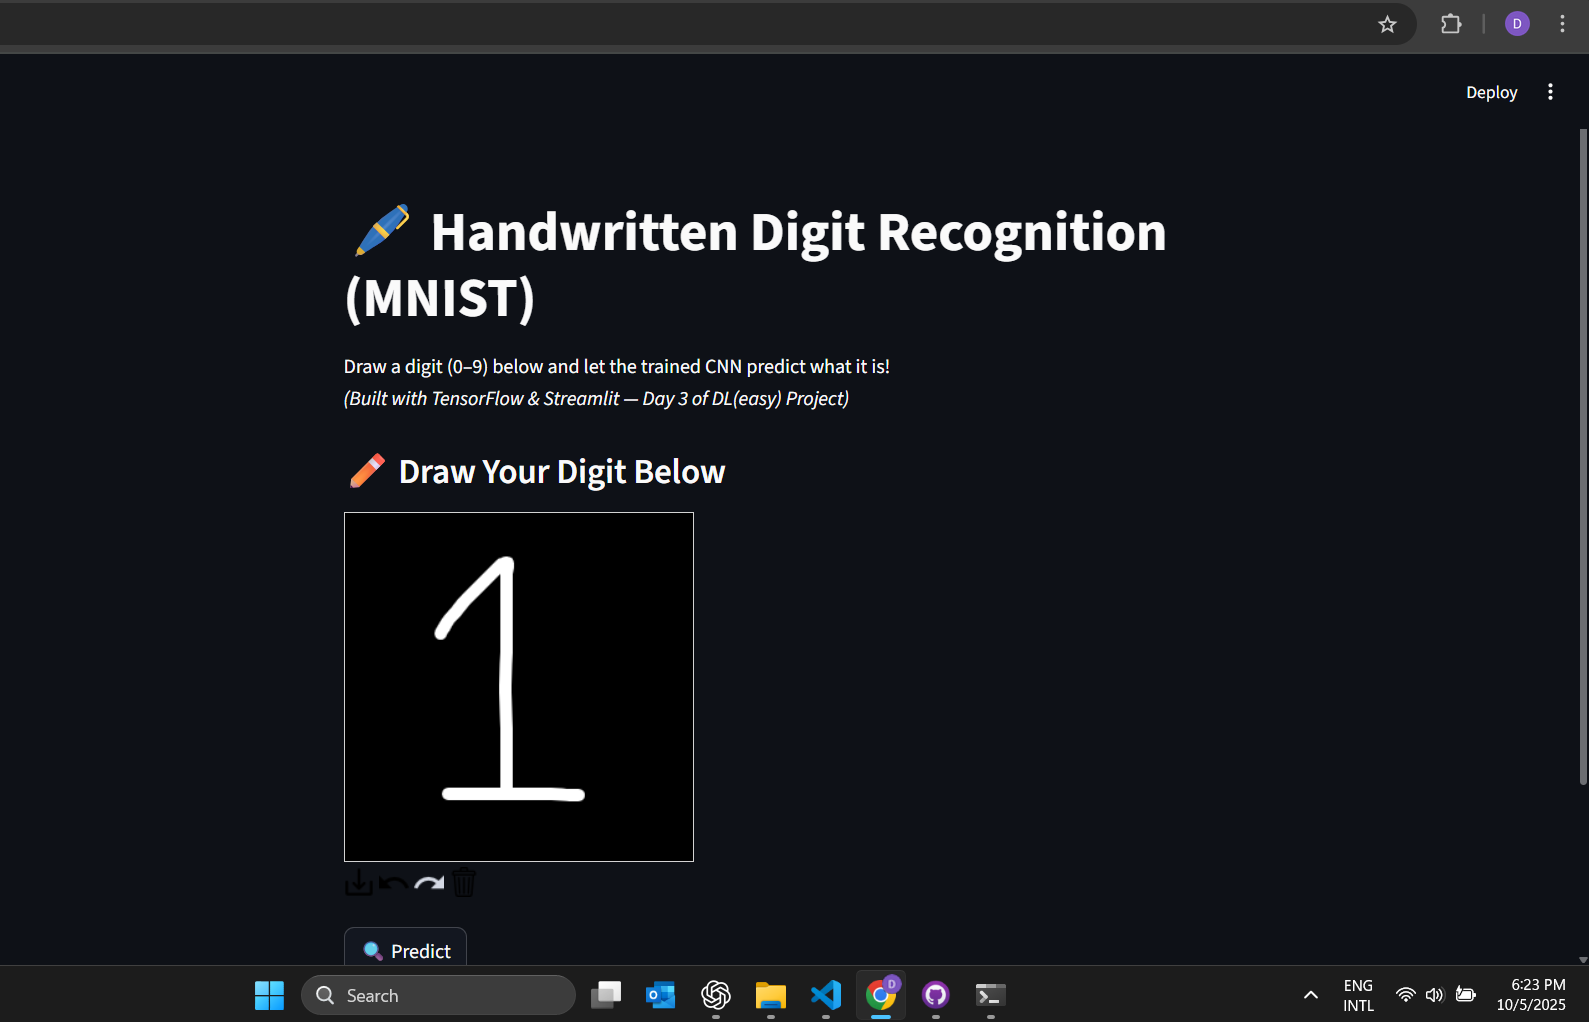 D
Deploy
Handwritten Digit Recognition
(MNIST)
Draw a digit (0–9) below and let the trained CNN predict what it is!
(Built with TensorFlow & Streamlit — Day 3 of DL(easy) Project)
Draw Your Digit Below
1
Predict
Search
D
ENG
INTL
6:23 PM
10/5/2025